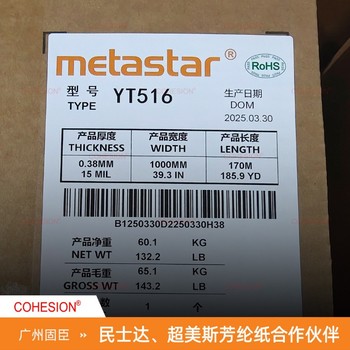 metastar®
RoHS
型号 YT516
TYPE
生产日期
DOM
2025.03.30
产品厚度 产品宽度 产品长度
THICKNESS WIDTH LENGTH
0.38MM 1000MM 170M
15 MIL 39.3 IN 185.9 YD
B1250330D2250330H38
产品净重 60.1 KG
NET WT 132.2 LB
产品毛重 65.1 KG
GROSS WT 143.2 LB
1 个
COHESION®
广州固臣 民士达、超美斯芳纶纸合作伙伴